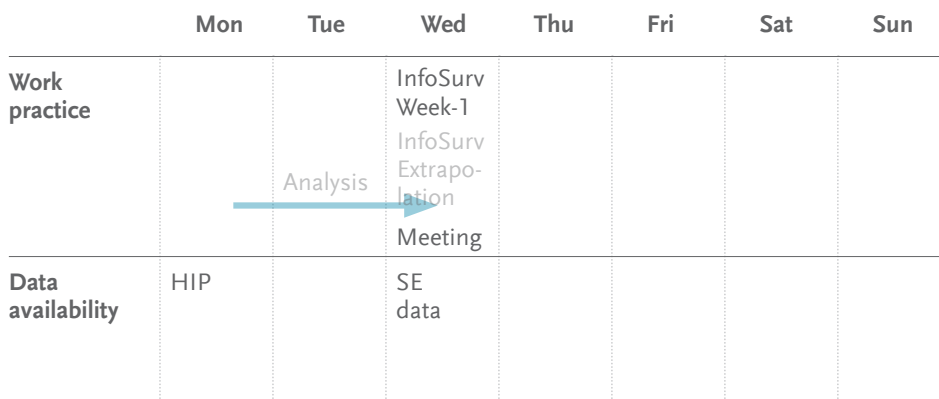 Mon Tue Wed Thu Fri Sat Sun
Work
practice
InfoSurv
Week-1
InfoSurv
Extrapo-
lation
Analysis
Meeting
Data
availability
HIP
SE
data